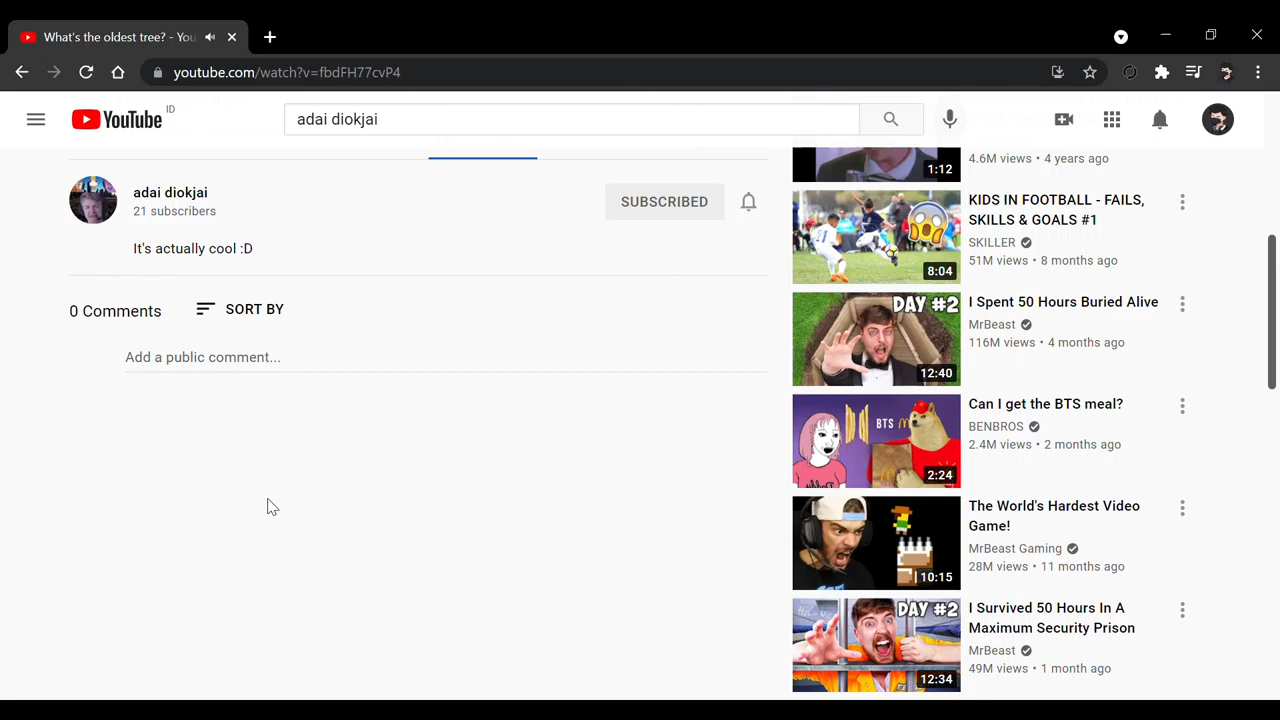 What's the oldest tree? - You
youtube.com/watch?v=fbdFH77cvP4
YouTube ID
adai diokjai
adai diokjai
21 subscribers
SUBSCRIBED
It's actually cool :D
0 Comments
SORT BY
Add a public comment...
1:12
4.6M views • 4 years ago
8:04
KIDS IN FOOTBALL - FAILS,
SKILLS & GOALS #1
SKILLER
51M views • 8 months ago
DAY #2
12:40
I Spent 50 Hours Buried Alive
MrBeast
116M views • 4 months ago
BTS
2:24
Can I get the BTS meal?
BENBROS
2.4M views • 2 months ago
10:15
The World's Hardest Video
Game!
MrBeast Gaming
28M views • 11 months ago
DAY #2
12:34
I Survived 50 Hours In A
Maximum Security Prison
MrBeast
49M views • 1 month ago